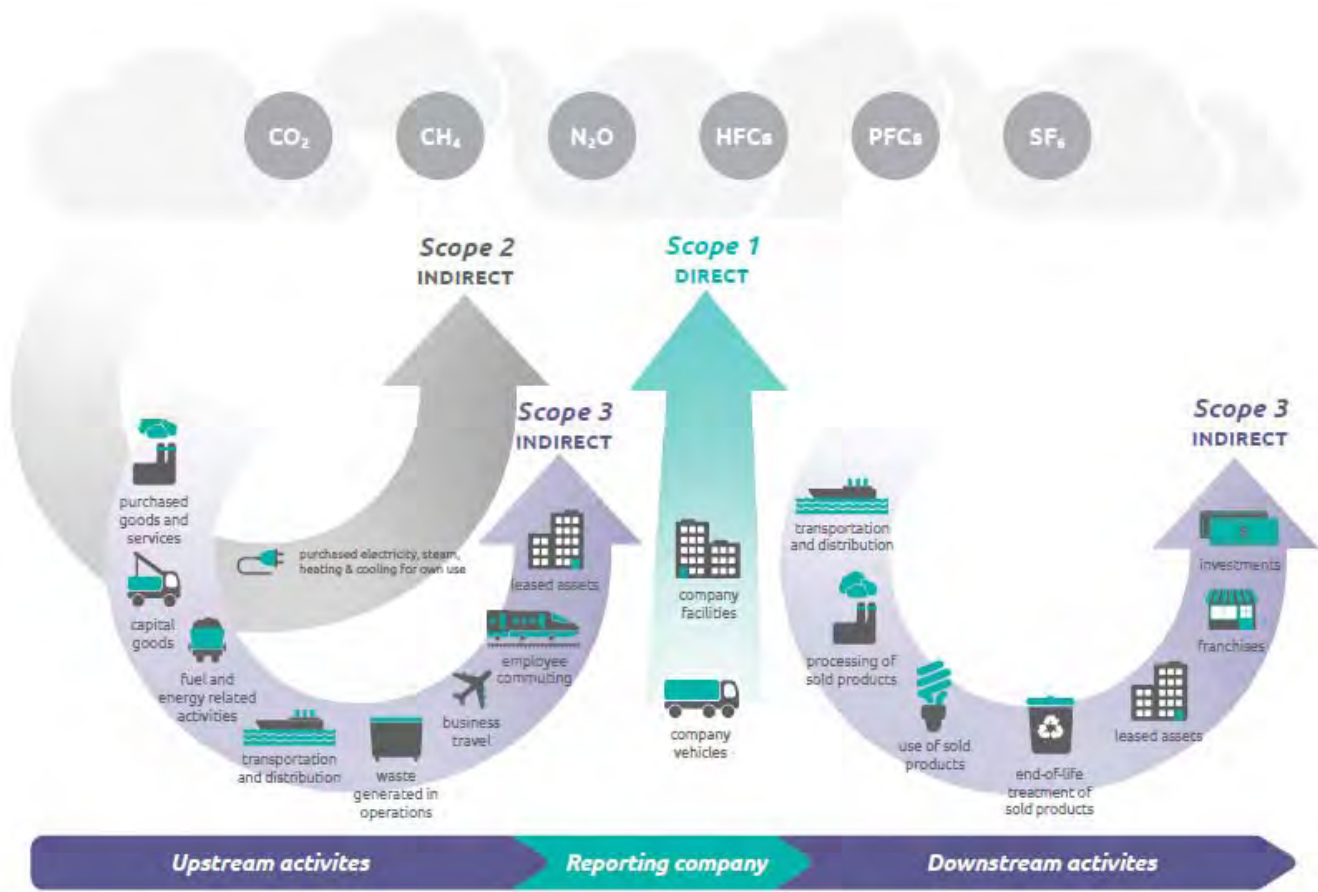 CO₂
CH₄
N₂O
HFCs
PFCs
SF₆
Scope 2
INDIRECT
Scope 1
DIRECT
Scope 3
INDIRECT
Scope 3
INDIRECT
purchased
goods and
services
capital
goods
fuel and
energy related
activities
transportation
and distribution
waste
generated in
operations
business
travel
employee
commuting
leased assets
purchased electricity, steam,
heating & cooling for own use
company
facilities
company
vehicles
transportation
and distribution
processing of
sold products
use of sold
products
end-of-life
treatment of
sold products
leased assets
franchises
investments
Upstream activites
Reporting company
Downstream activites